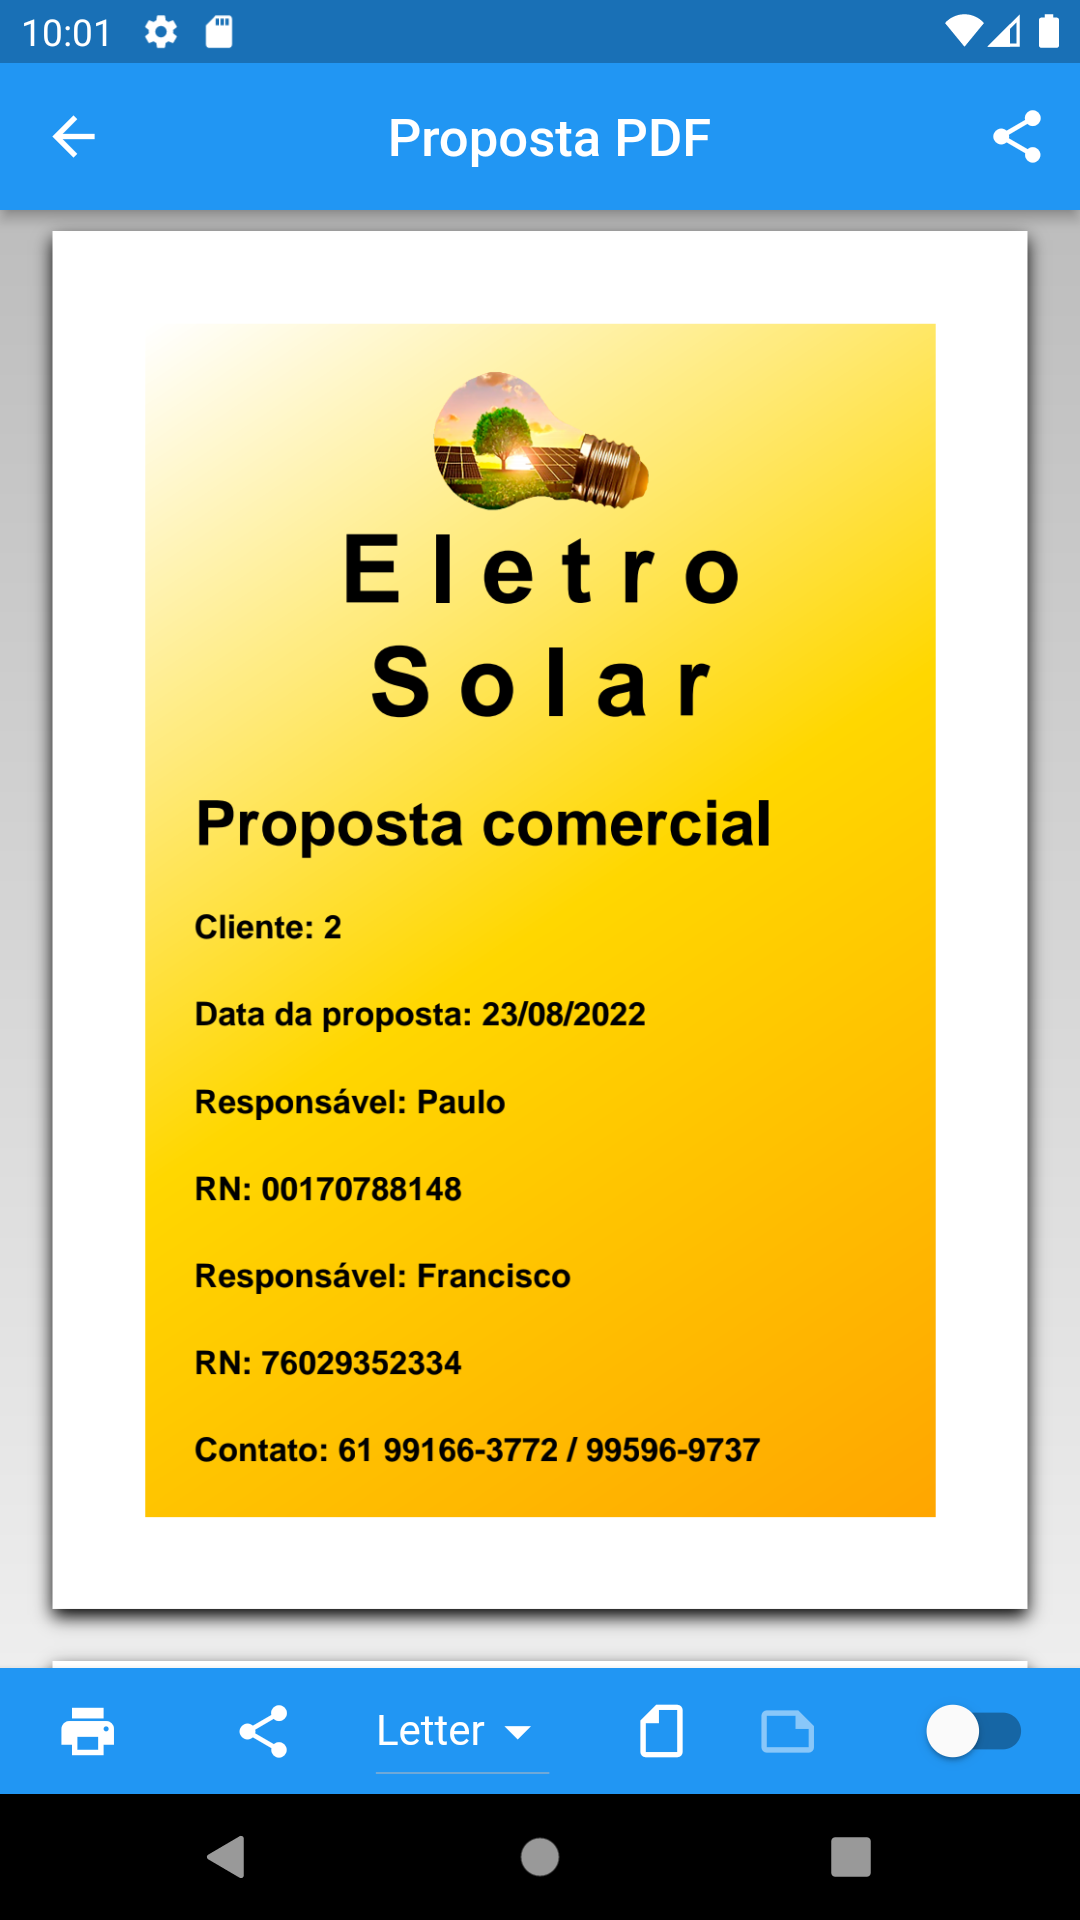 10:01
Proposta PDF
Eletro
Solar
Proposta comercial
Cliente: 2
Data da proposta: 23/08/2022
Responsável: Paulo
RN: 00170788148
Responsável: Francisco
RN: 76029352334
Contato: 61 99166-3772 / 99596-9737
Letter